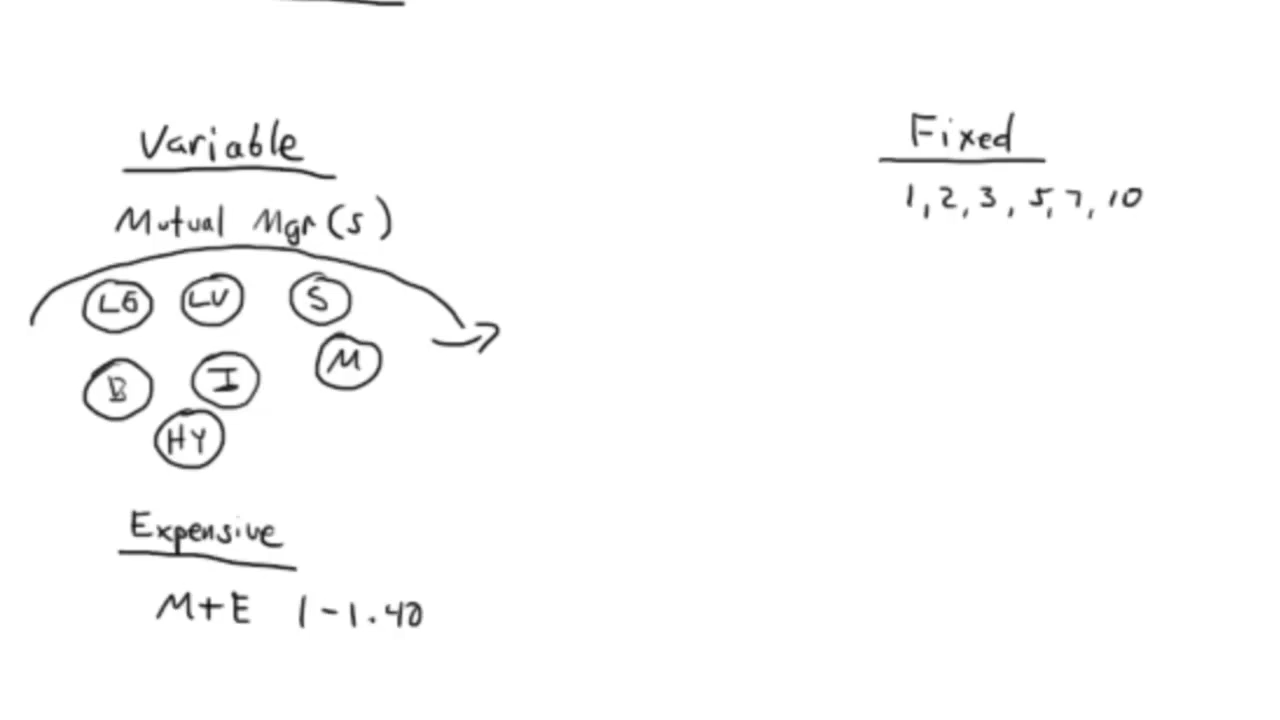 Variable
Mutual Mgr(s)
LG LV S
B I M
HY
Expensive
M+E 1-1.40
Fixed
1, 2, 3, 5, 7, 10